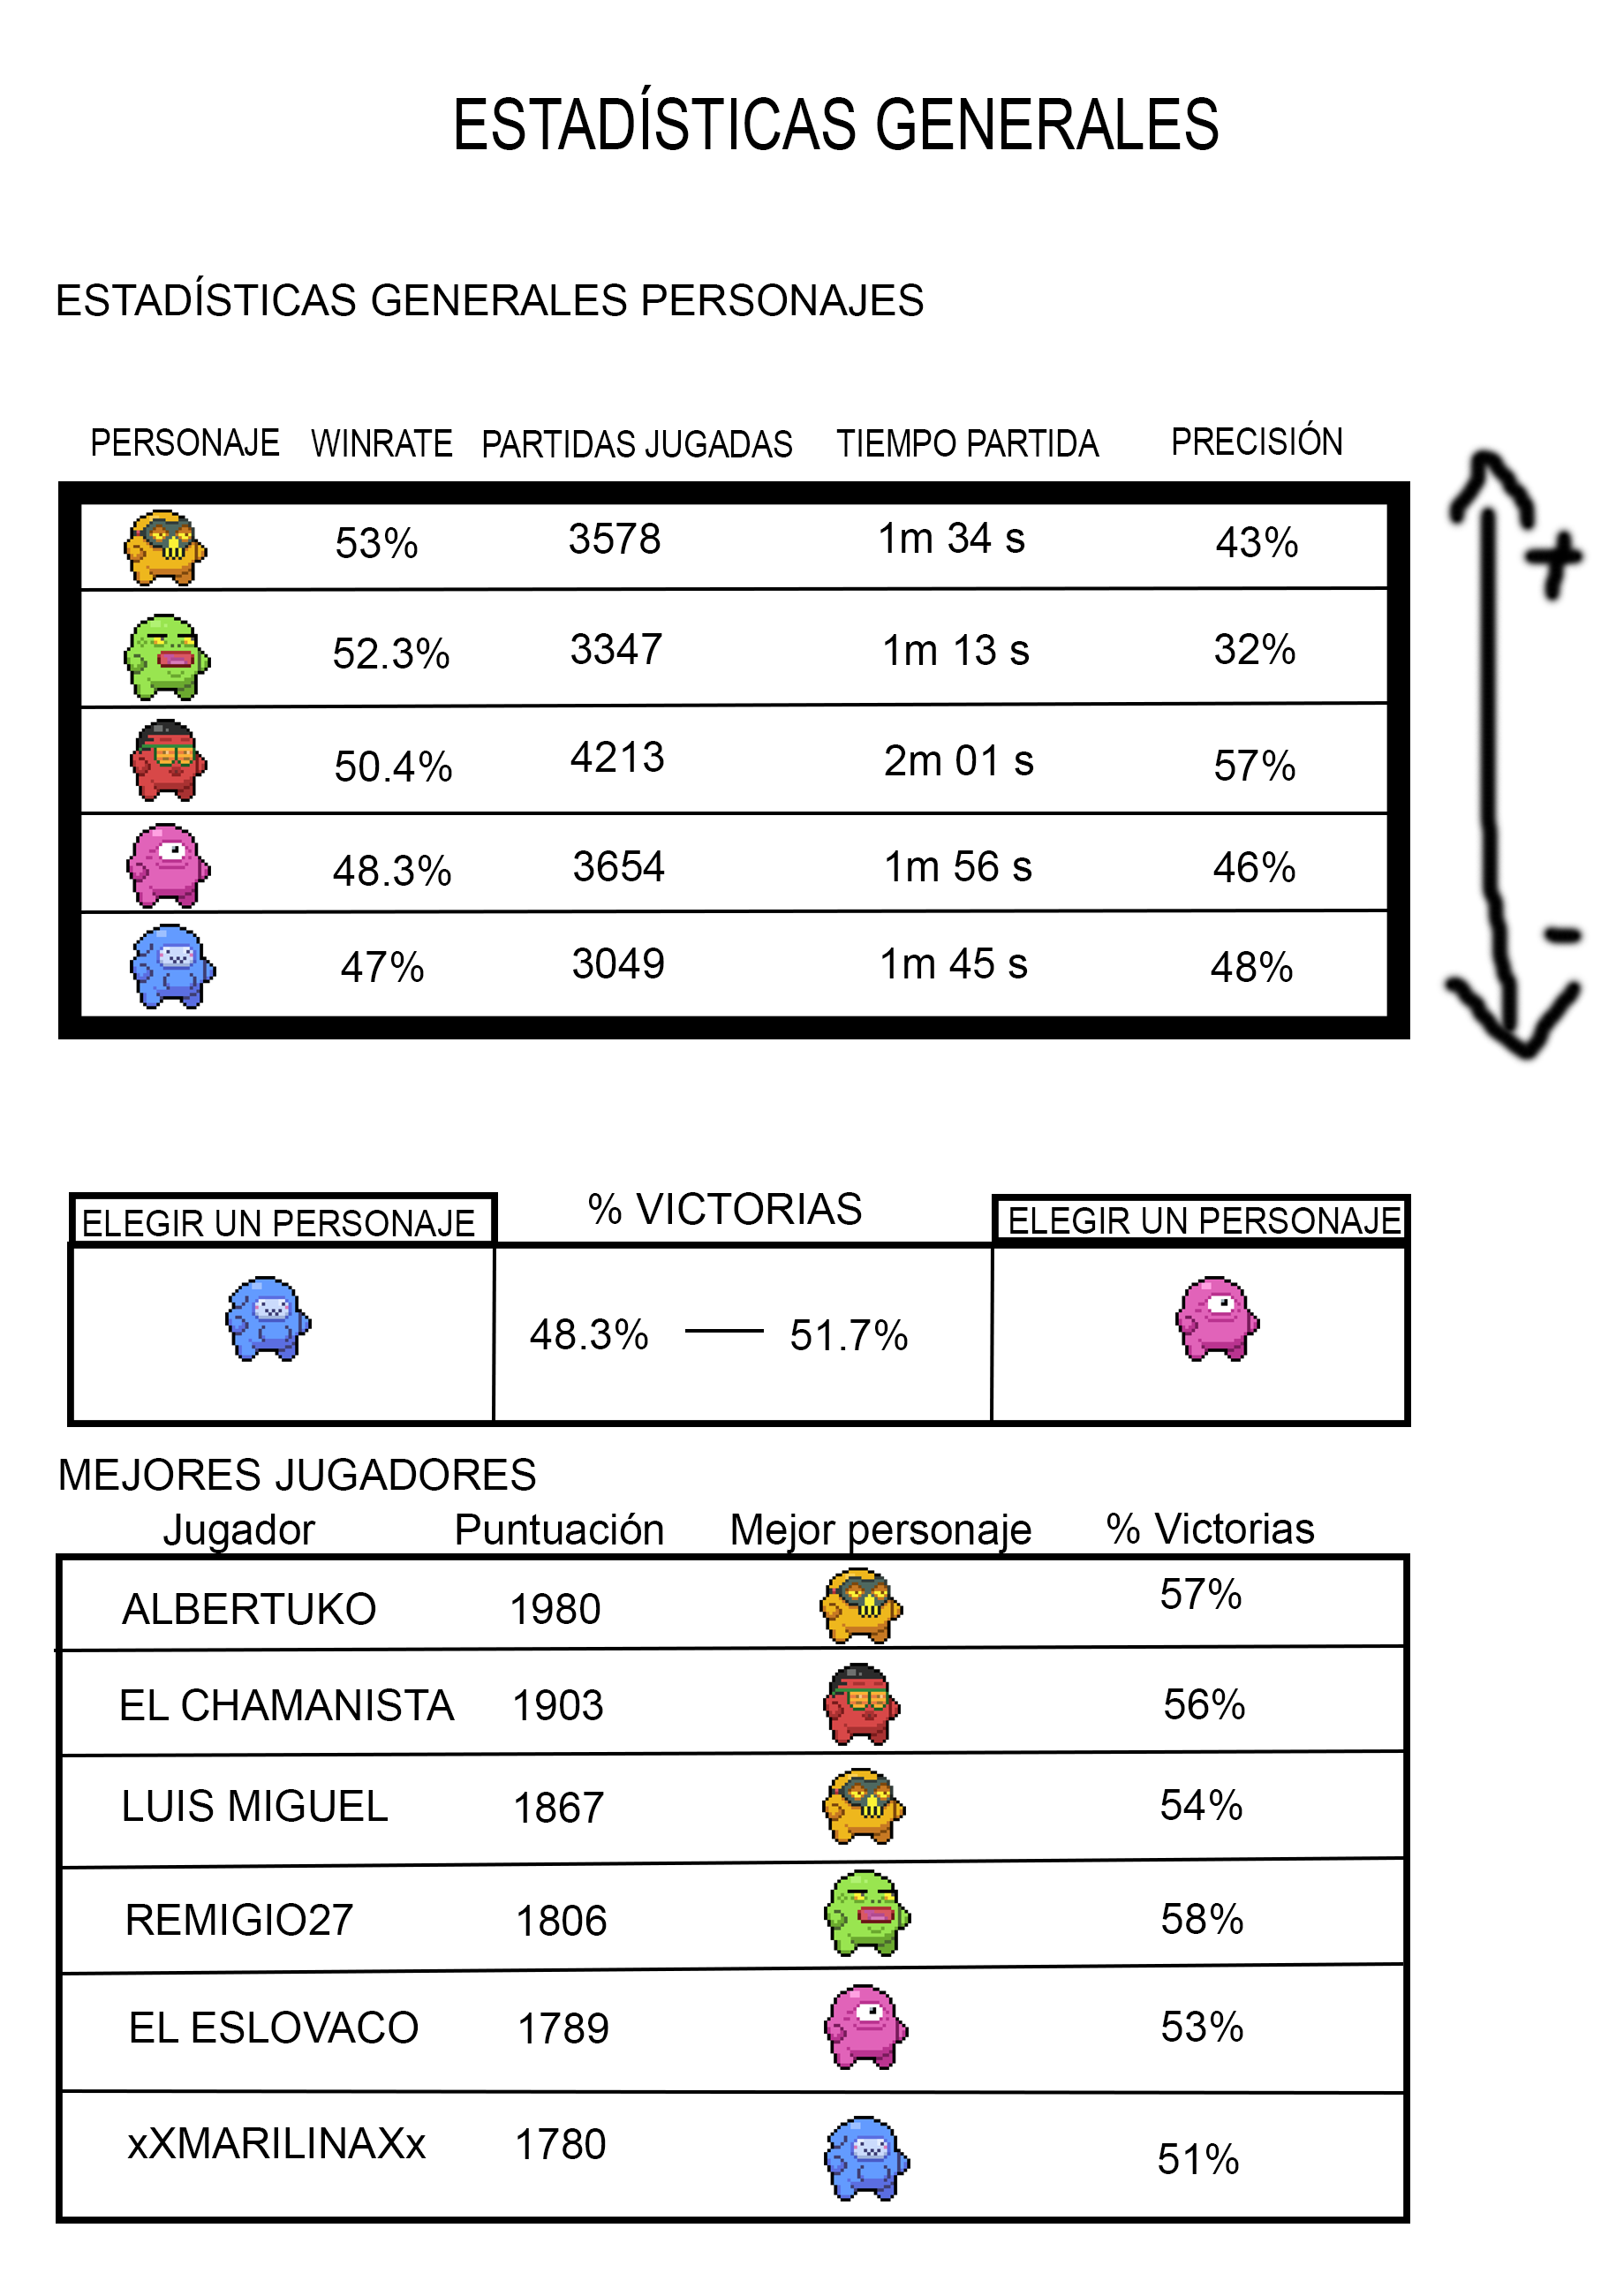 ESTADÍSTICAS GENERALES
ESTADÍSTICAS GENERALES PERSONAJES
PERSONAJE WINRATE PARTIDAS JUGADAS TIEMPO PARTIDA PRECISIÓN
53% 3578 1m 34 s 43%
52.3% 3347 1m 13 s 32%
50.4% 4213 2m 01 s 57%
48.3% 3654 1m 56 s 46%
47% 3049 1m 45 s 48%
+
-
ELEGIR UN PERSONAJE % VICTORIAS ELEGIR UN PERSONAJE
48.3% — 51.7%
MEJORES JUGADORES
Jugador Puntuación Mejor personaje % Victorias
ALBERTUKO 1980 57%
EL CHAMANISTA 1903 56%
LUIS MIGUEL 1867 54%
REMIGIO27 1806 58%
EL ESLOVACO 1789 53%
xXMARILINAXx 1780 51%